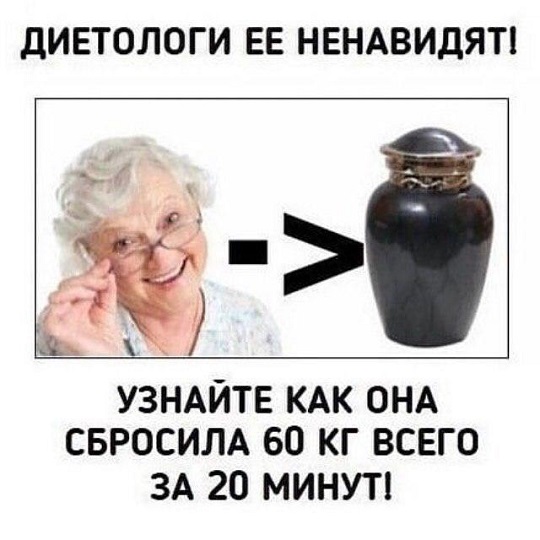 ДИЕТОЛОГИ ЕЕ НЕНАВИДЯТ!
УЗНАЙТЕ КАК ОНА
СБРОСИЛА 60 КГ ВСЕГО
ЗА 20 МИНУТ!